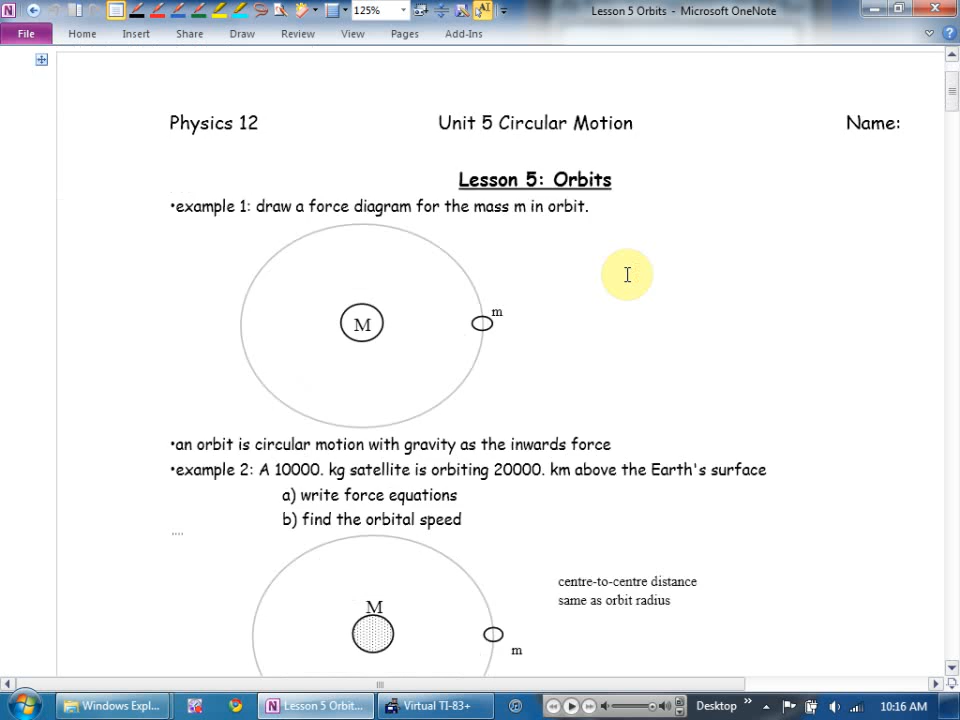 125%
Lesson 5 Orbits - Microsoft OneNote
File Home Insert Share Draw Review View Pages Add-Ins
Physics 12 Unit 5 Circular Motion Name:
Lesson 5: Orbits
•example 1: draw a force diagram for the mass m in orbit.
m
M
•an orbit is circular motion with gravity as the inwards force
•example 2: A 10000. kg satellite is orbiting 20000. km above the Earth's surface
a) write force equations
b) find the orbital speed
centre-to-centre distance
same as orbit radius
M
m
Windows Expl... Lesson 5 Orbit... Virtual TI-83+ Desktop 10:16 AM